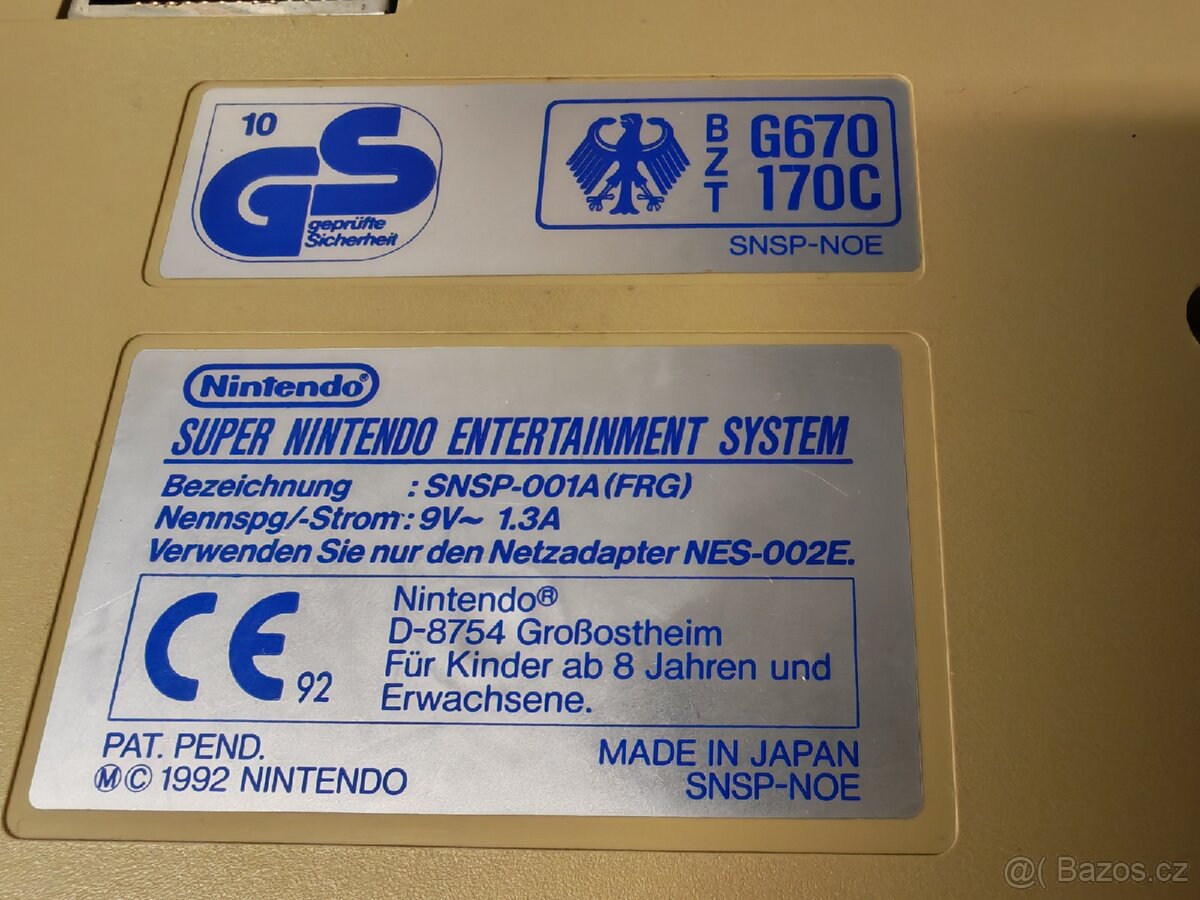 10
GS
geprüfte
Sicherheit
BZT
G670
170C
SNSP-NOE
Nintendo®
SUPER NINTENDO ENTERTAINMENT SYSTEM
Bezeichnung : SNSP-001A(FRG)
Nennspg/-Strom: 9V~ 1.3A
Verwenden Sie nur den Netzadapter NES-002E.
CE 92
Nintendo®
D-8754 Großostheim
Für Kinder ab 8 Jahren und
Erwachsene.
PAT. PEND.
Ⓜ© 1992 NINTENDO
MADE IN JAPAN
SNSP-NOE
@( Bazos.cz